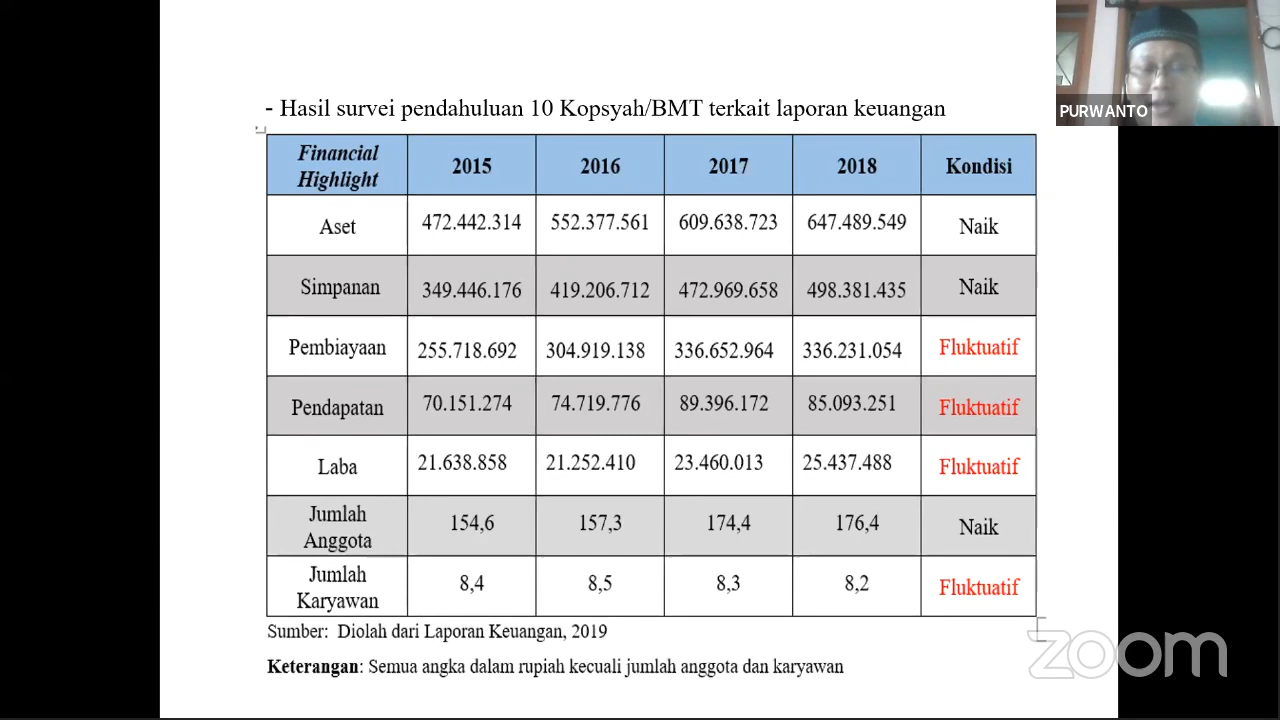 PURWANTO
- Hasil survei pendahuluan 10 Kopsyah/BMT terkait laporan keuangan
Financial Highlight 2015 2016 2017 2018 Kondisi
Aset 472.442.314 552.377.561 609.638.723 647.489.549 Naik
Simpanan 349.446.176 419.206.712 472.969.658 498.381.435 Naik
Pembiayaan 255.718.692 304.919.138 336.652.964 336.231.054 Fluktuatif
Pendapatan 70.151.274 74.719.776 89.396.172 85.093.251 Fluktuatif
Laba 21.638.858 21.252.410 23.460.013 25.437.488 Fluktuatif
Jumlah Anggota 154,6 157,3 174,4 176,4 Naik
Jumlah Karyawan 8,4 8,5 8,3 8,2 Fluktuatif
Sumber: Diolah dari Laporan Keuangan, 2019
Keterangan: Semua angka dalam rupiah kecuali jumlah anggota dan karyawan
zoom